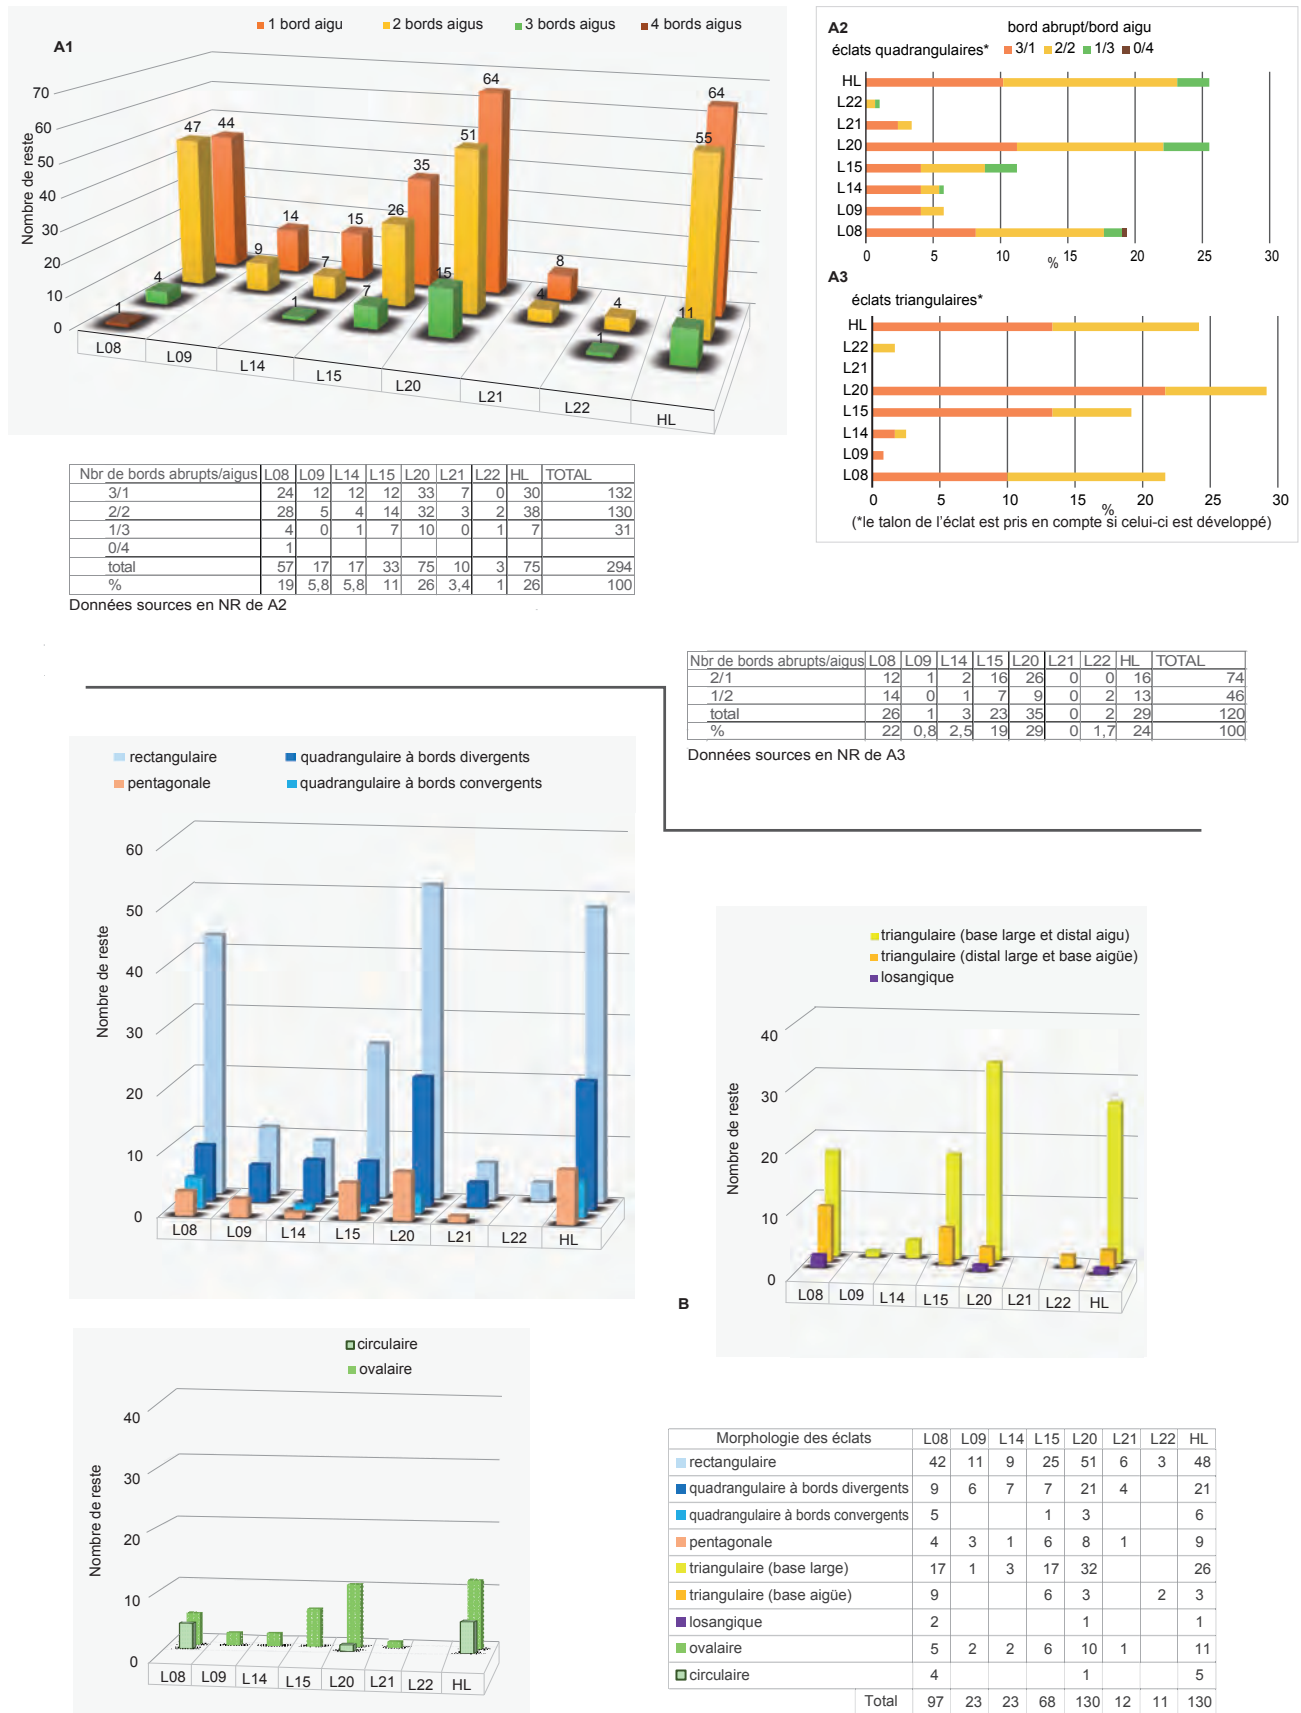 1 bord aigu 2 bords aigus 3 bords aigus 4 bords aigus
A1
Nombre de reste
70
60
50
40
30
20
10
0
47 44 14 15 35 64 64
4 9 7 26 51 8 55
1 1 7 15 4 4 11
1
L08 L09 L14 L15 L20 L21 L22 HL
A2
bord abrupt/bord aigu
éclats quadrangulaires* 3/1 2/2 1/3 0/4
HL
L22
L21
L20
L15
L14
L09
L08
0 5 10 15 20 25 30
%
A3
éclats triangulaires*
HL
L22
L21
L20
L15
L14
L09
L08
0 5 10 15 20 25 30
%
(*le talon de l'éclat est pris en compte si celui-ci est développé)
Nbr de bords abrupts/aigus L08 L09 L14 L15 L20 L21 L22 HL TOTAL
3/1 24 12 12 12 33 7 0 30 132
2/2 28 5 4 14 32 3 2 38 130
1/3 4 0 1 7 10 0 1 7 31
0/4 1
total 57 17 17 33 75 10 3 75 294
% 19 5,8 5,8 11 26 3,4 1 26 100
Données sources en NR de A2
Nbr de bords abrupts/aigus L08 L09 L14 L15 L20 L21 L22 HL TOTAL
2/1 12 1 2 16 26 0 0 16 74
1/2 14 0 1 7 9 0 2 13 46
total 26 1 3 23 35 0 2 29 120
% 22 0,8 2,5 19 29 0 1,7 24 100
Données sources en NR de A3
rectangulaire quadrangulaire à bords divergents
pentagonale quadrangulaire à bords convergents
Nombre de reste
60
50
40
30
20
10
0
L08 L09 L14 L15 L20 L21 L22 HL
triangulaire (base large et distal aigu)
triangulaire (distal large et base aigüe)
losangique
Nombre de reste
40
30
20
10
0
L08 L09 L14 L15 L20 L21 L22 HL
B
circulaire
ovalaire
Nombre de reste
40
30
20
10
0
L08 L09 L14 L15 L20 L21 L22 HL
Morphologie des éclats L08 L09 L14 L15 L20 L21 L22 HL
rectangulaire 42 11 9 25 51 6 3 48
quadrangulaire à bords divergents 9 6 7 7 21 4 21
quadrangulaire à bords convergents 5 1 3 6
pentagonale 4 3 1 6 8 1 9
triangulaire (base large) 17 1 3 17 32 26
triangulaire (base aigüe) 9 6 3 2 3
losangique 2 1 1
ovalaire 5 2 2 6 10 1 11
circulaire 4 1 5
Total 97 23 23 68 130 12 11 130